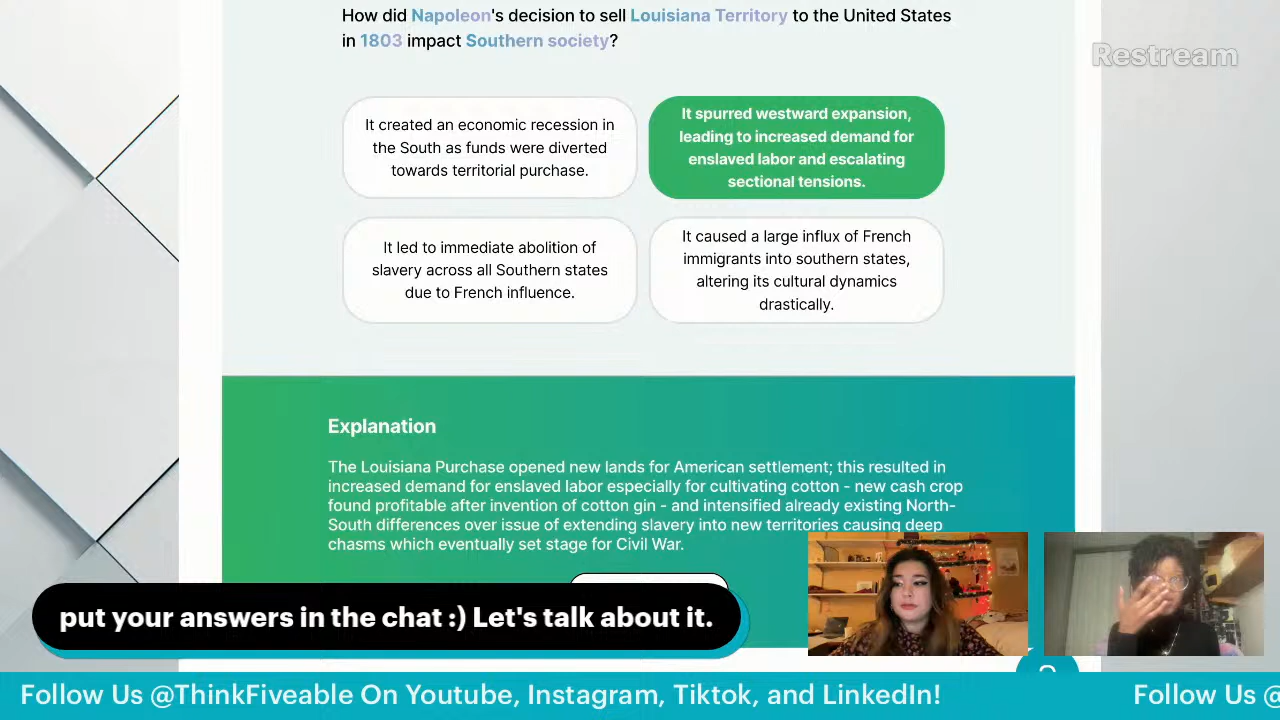 How did Napoleon's decision to sell Louisiana Territory to the United States
in 1803 impact Southern society?
Restream
It created an economic recession in
the South as funds were diverted
towards territorial purchase.
It spurred westward expansion,
leading to increased demand for
enslaved labor and escalating
sectional tensions.
It led to immediate abolition of
slavery across all Southern states
due to French influence.
It caused a large influx of French
immigrants into southern states,
altering its cultural dynamics
drastically.
Explanation
The Louisiana Purchase opened new lands for American settlement; this resulted in
increased demand for enslaved labor especially for cultivating cotton - new cash crop
found profitable after invention of cotton gin - and intensified already existing North-
South differences over issue of extending slavery into new territories causing deep
chasms which eventually set stage for Civil War.
put your answers in the chat :) Let's talk about it.
Follow Us @ThinkFiveable On Youtube, Instagram, Tiktok, and LinkedIn!
Follow Us @